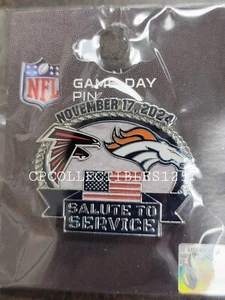 NFL
GAME DAY
PIN
NOVEMBER 17, 2024
CPCOLLECTIBLES125
SALUTE TO
SERVICE